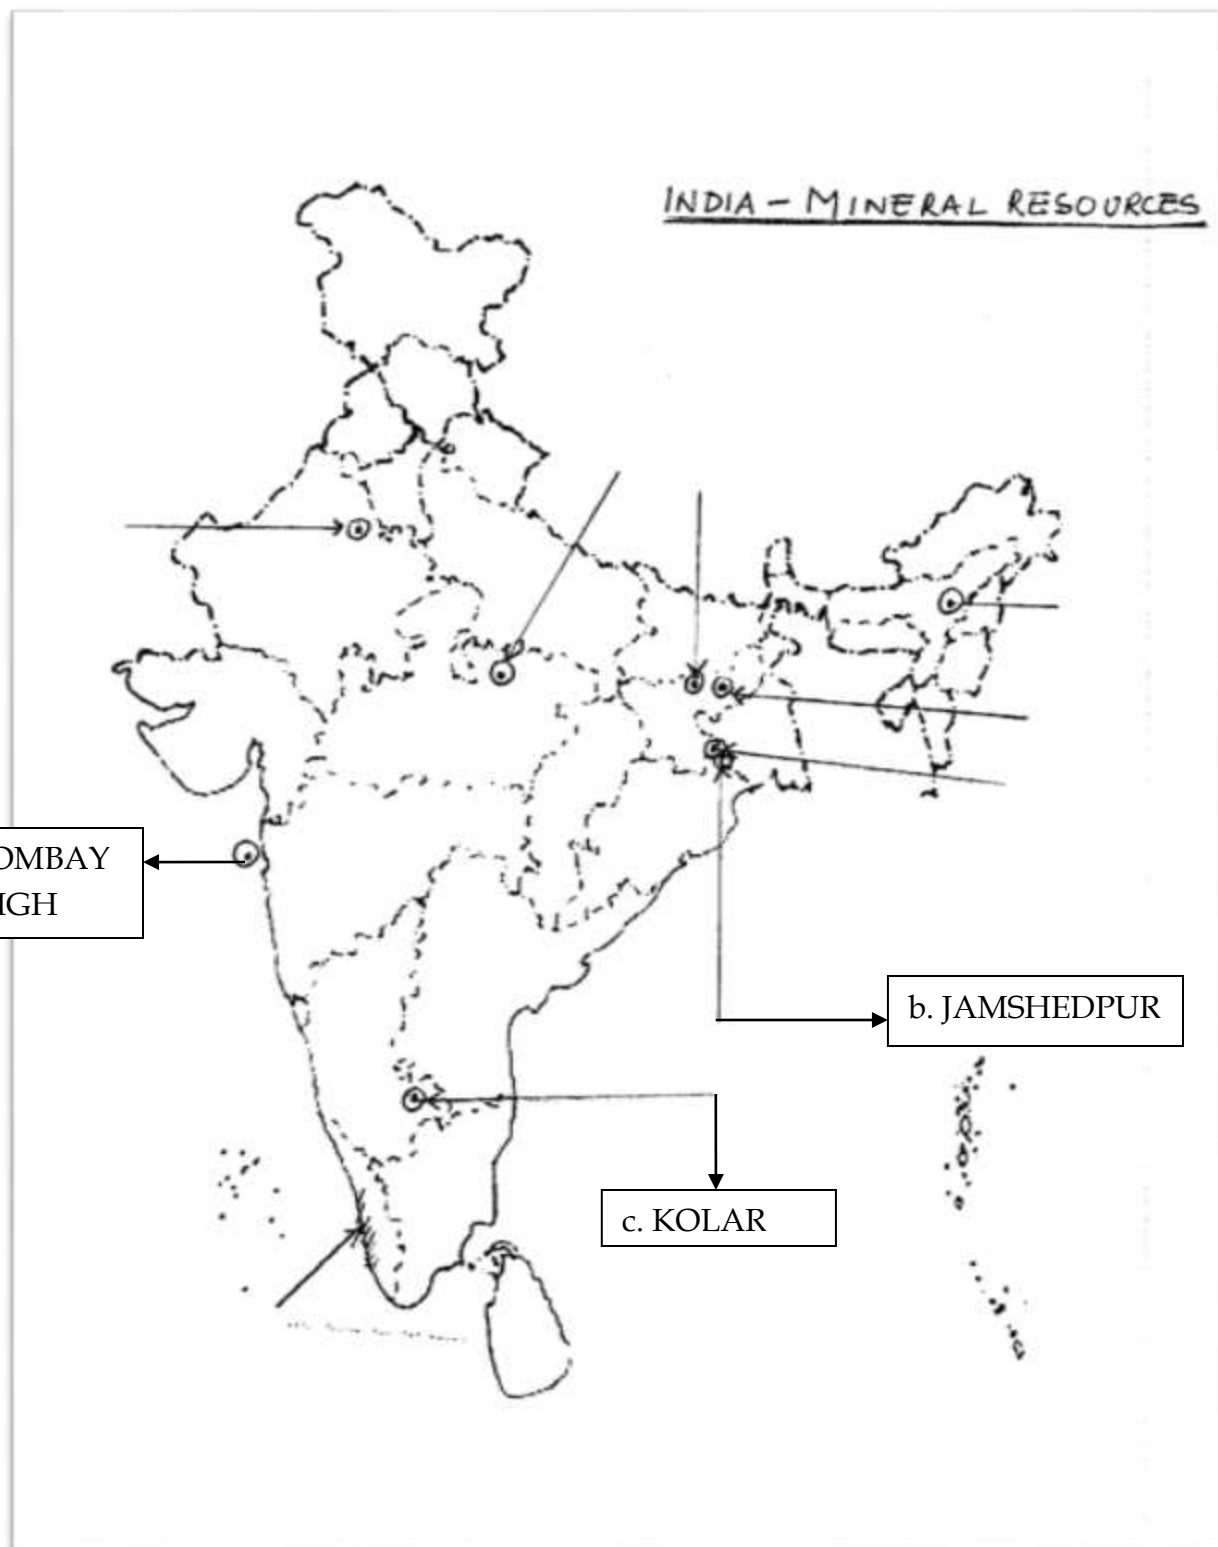 INDIA - MINERAL RESOURCES
OMBAY
IGH
b. JAMSHEDPUR
c. KOLAR